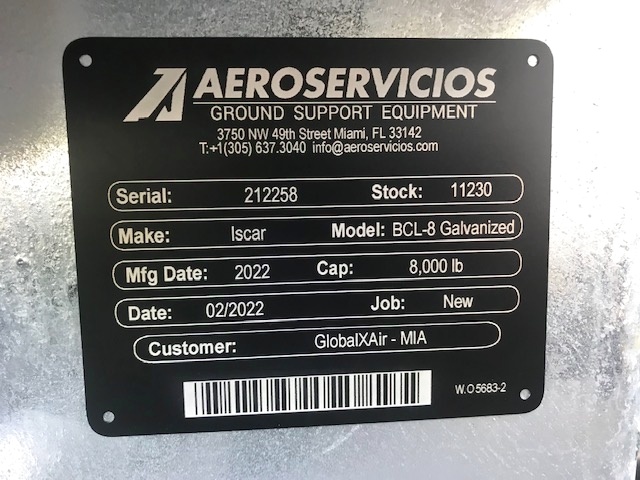 AEROSERVICIOS
GROUND SUPPORT EQUIPMENT
3750 NW 49th Street Miami, FL 33142
T:+1(305) 637.3040 info@aeroservicios.com
Serial: 212258 Stock: 11230
Make: Iscar Model: BCL-8 Galvanized
Mfg Date: 2022 Cap: 8,000 lb
Date: 02/2022 Job: New
Customer: GlobalXAir - MIA
W.O5683-2